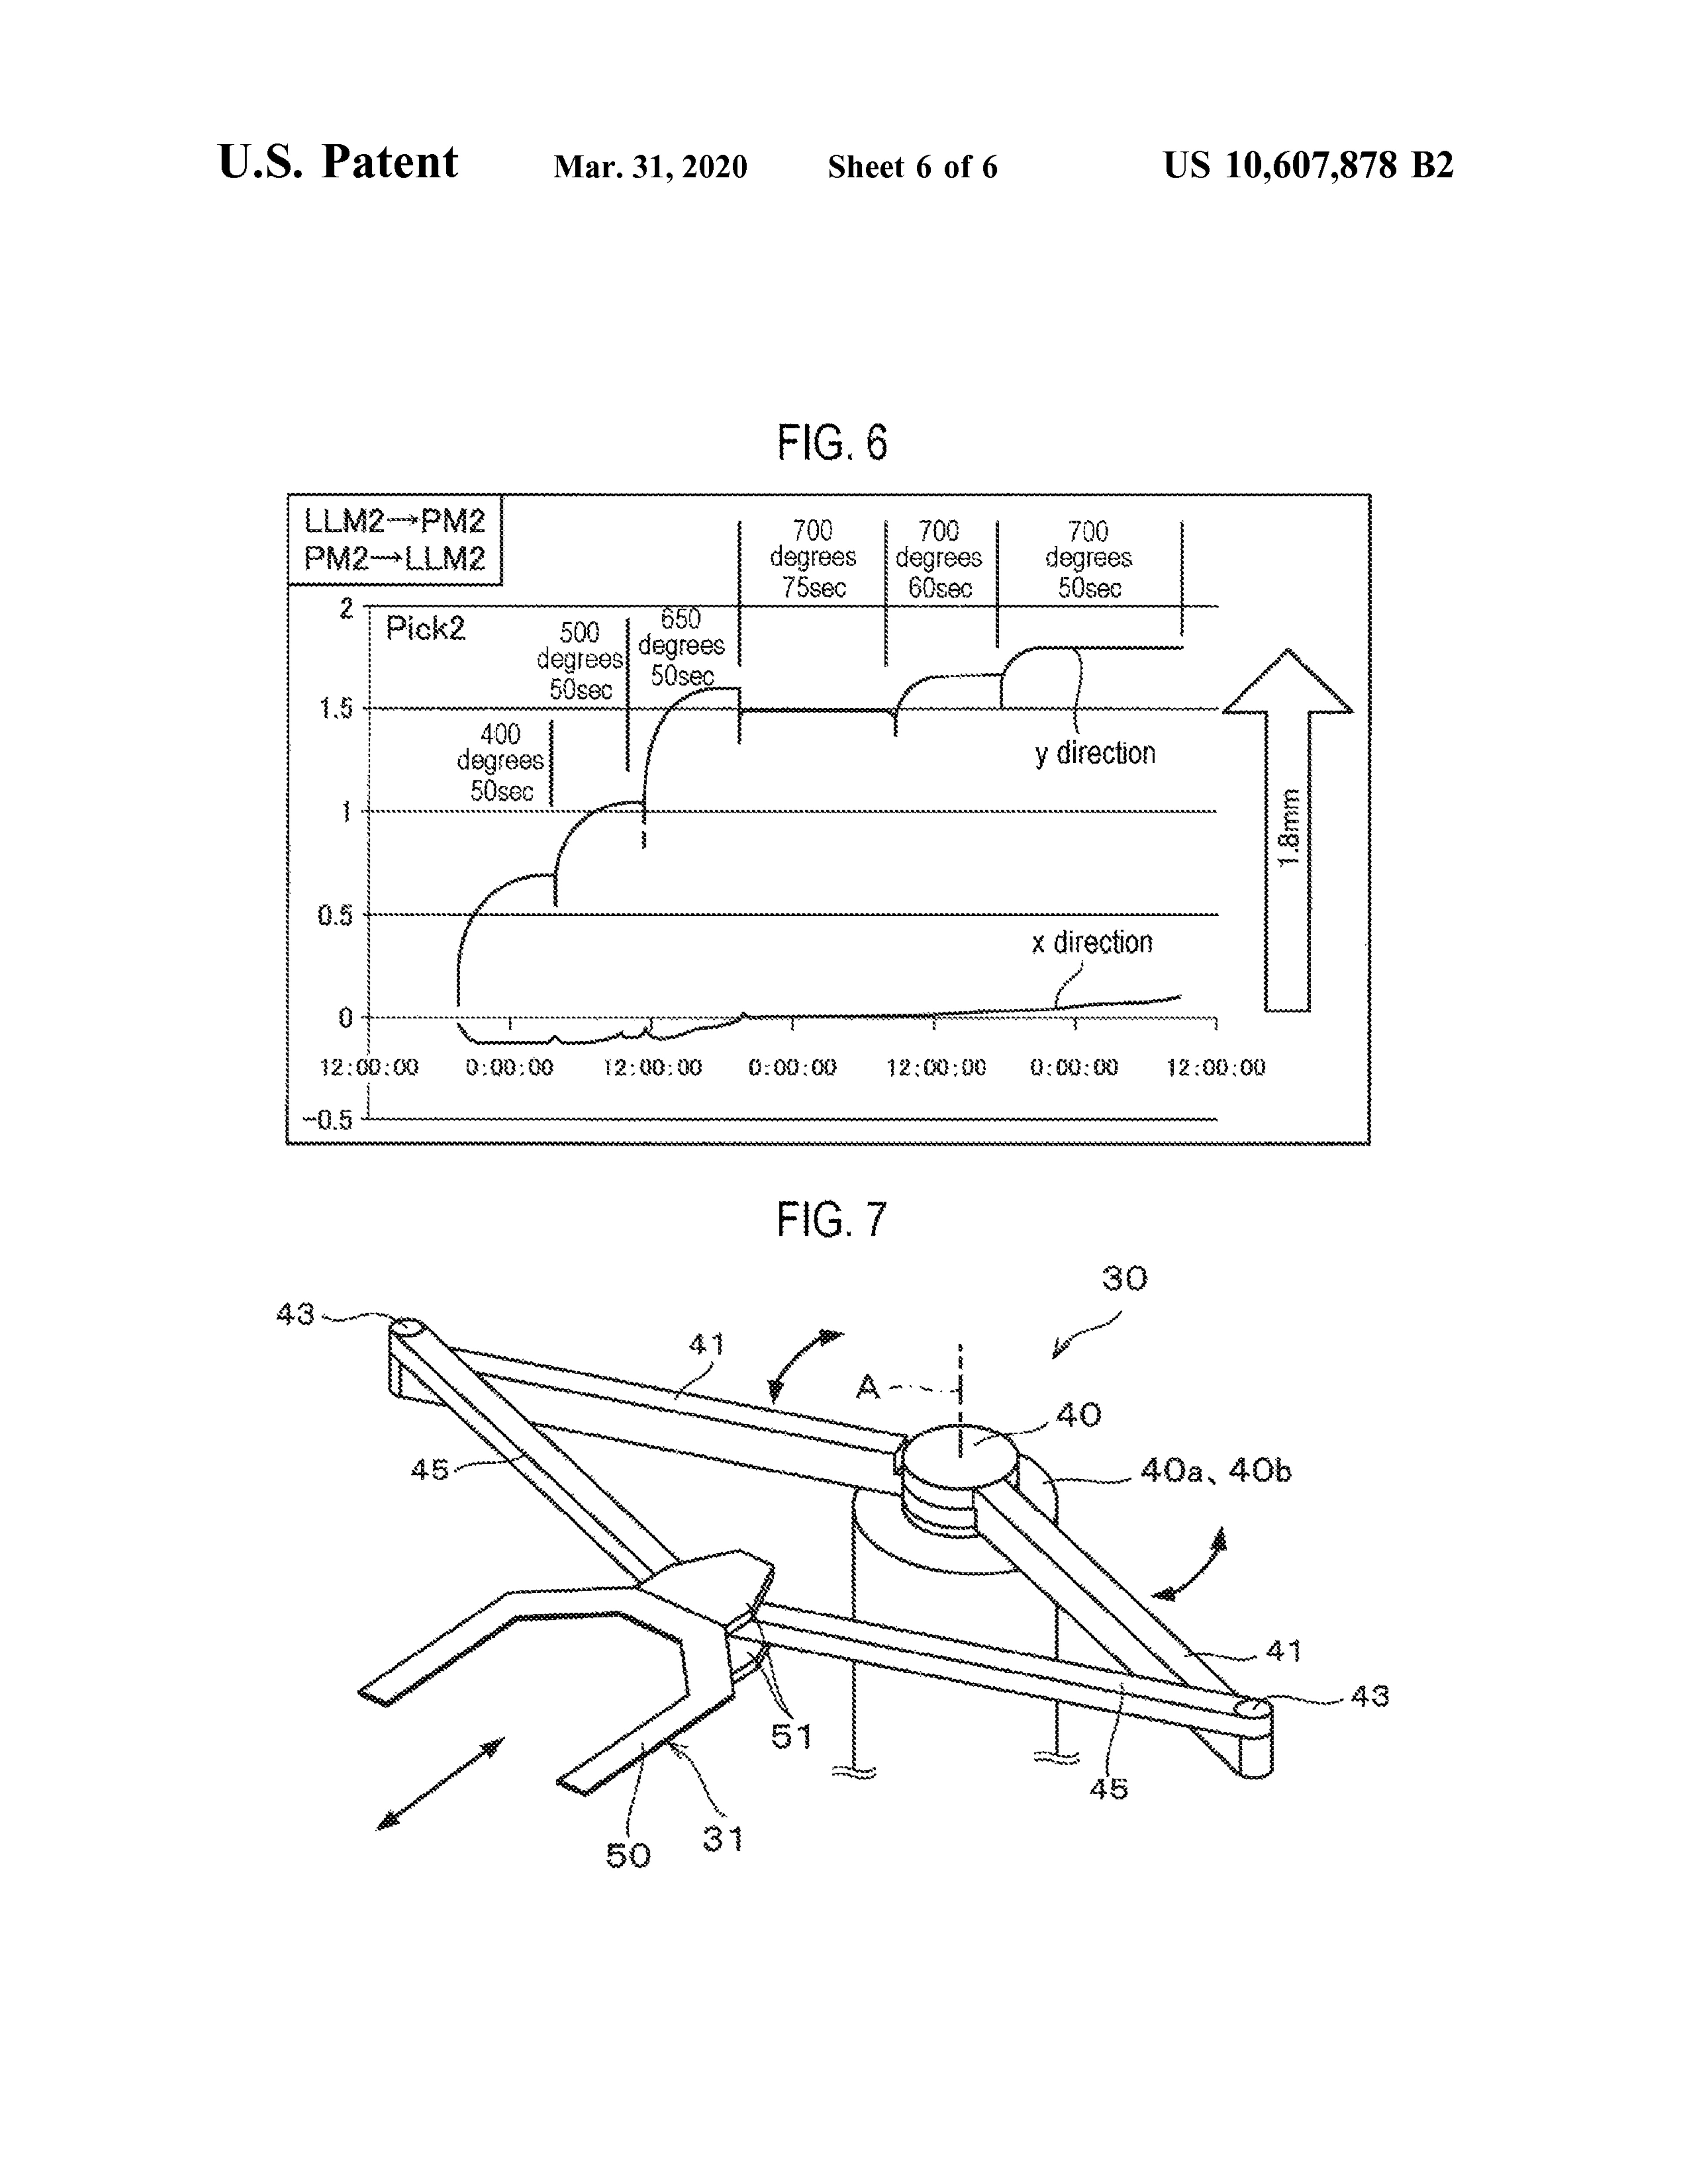 U.S. Patent Mar. 31, 2020 Sheet 6 of 6 US 10,607,878 B2
FIG. 6
LLM2→PM2
PM2→LLM2
700
degrees
75sec
700
degrees
60sec
700
degrees
50sec
2
Pick2
650
degrees
50sec
500
degrees
50sec
1.5
400
degrees
50sec
y direction
1
1.8mm
0.5
x direction
0
12:00:00 0:00:00 12:00:00 0:00:00 12:00:00 0:00:00 12:00:00
-0.5
FIG. 7
30
43
41
A
40
45
40a、40b
41
43
51
45
31
50